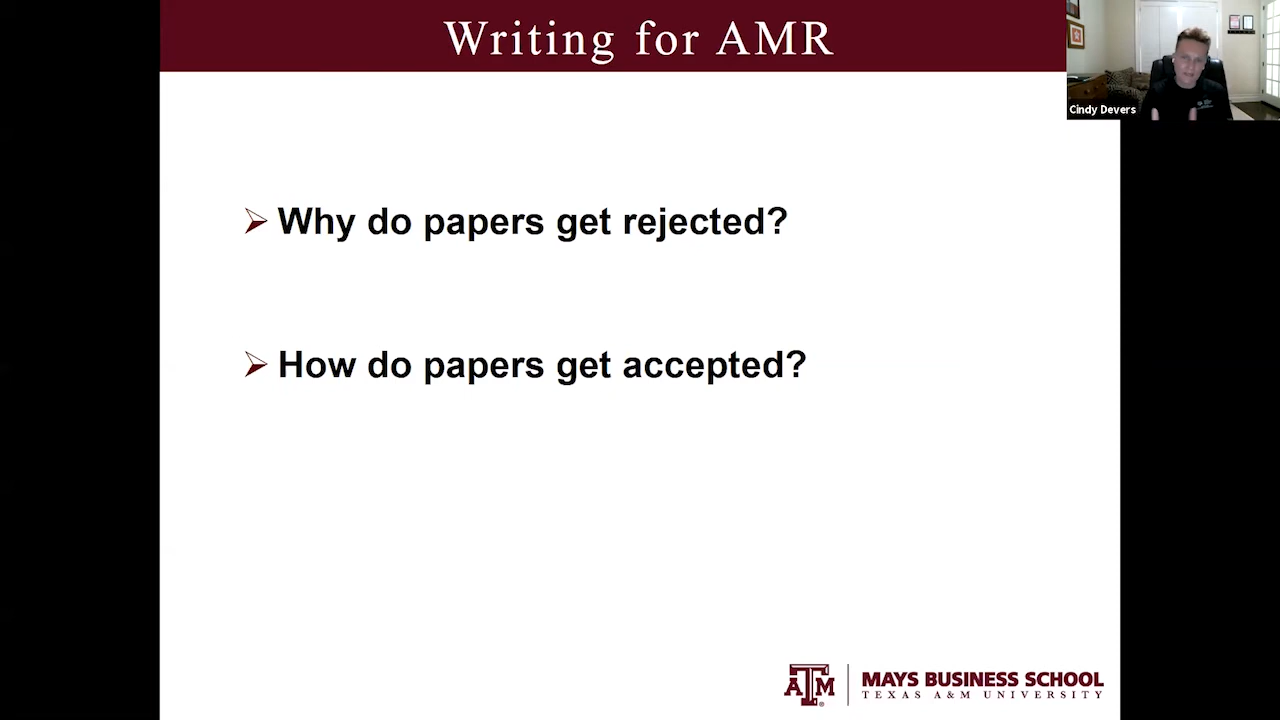 Writing for AMR
Cindy Devers
Why do papers get rejected?
How do papers get accepted?
ATM
MAYS BUSINESS SCHOOL
TEXAS A&M UNIVERSITY